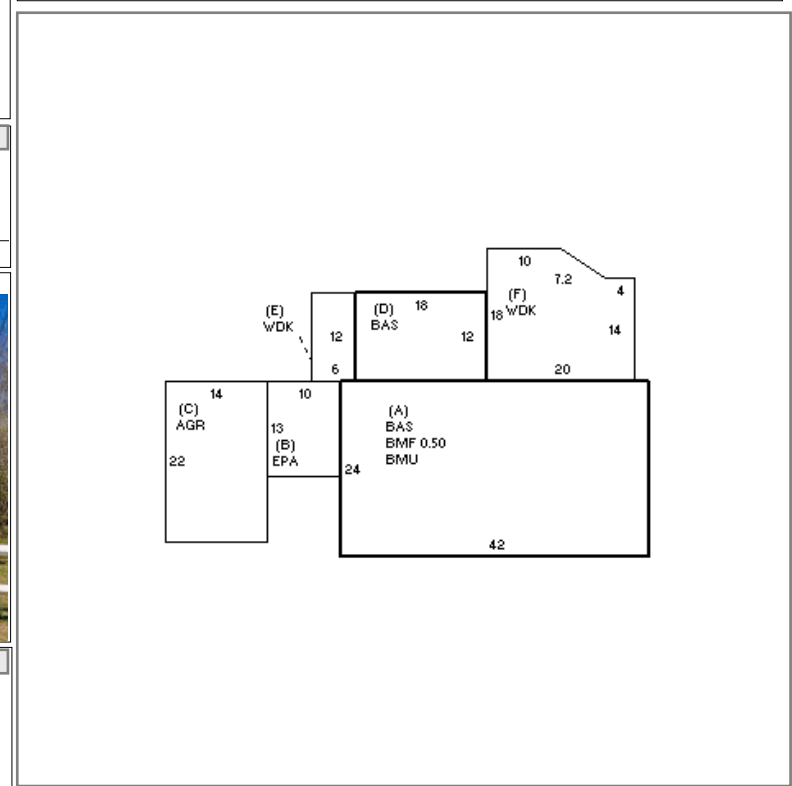 10
7.2
4
(F)
18 WDK
14
20
(E)
WDK
12
6
(D)
BAS
18
12
14
(C)
AGR
22
10
13
(B)
EPA
(A)
BAS
BMF 0.50
BMU
24
42